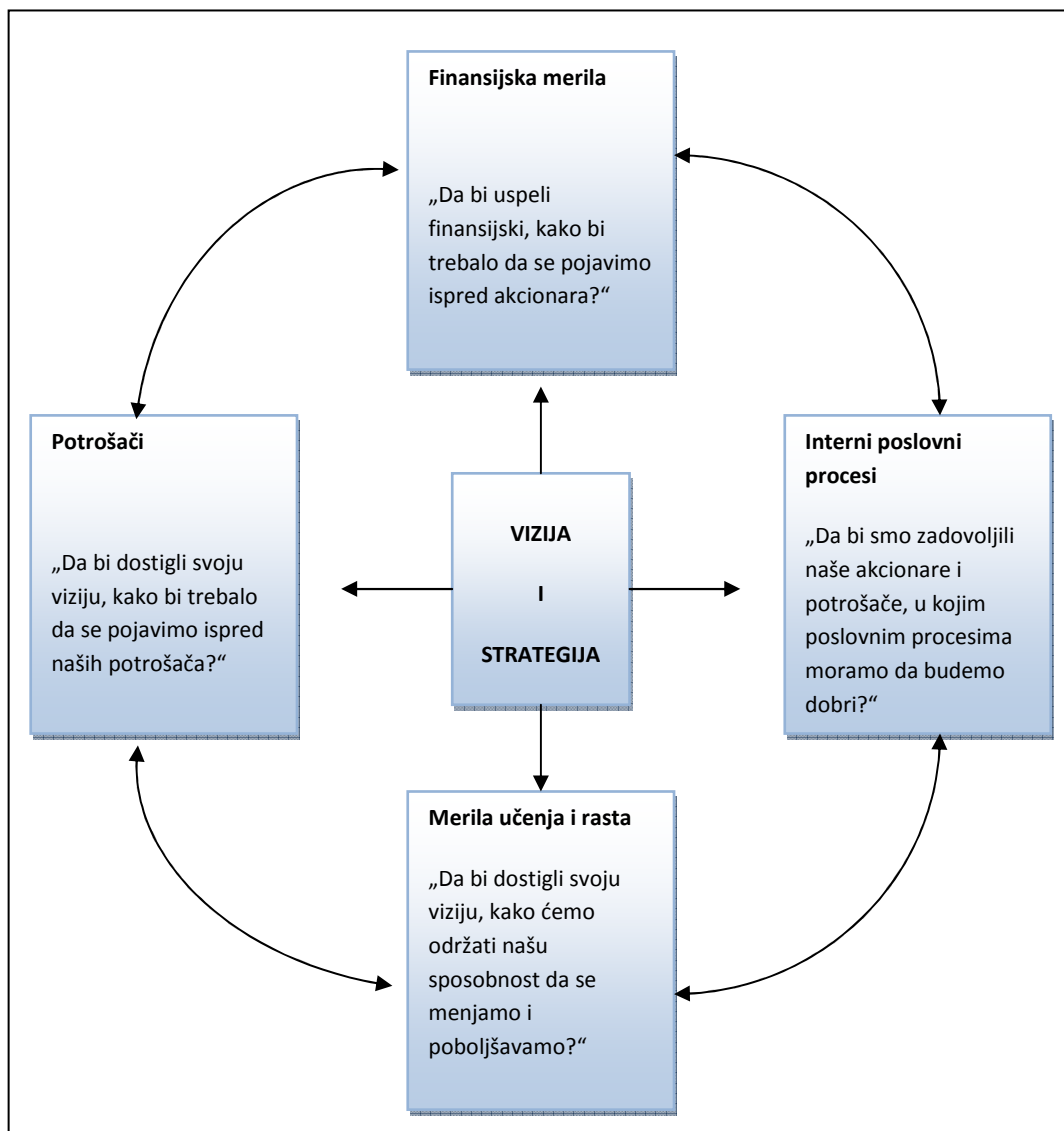 Finansijska merila
„Da bi uspeli
finansijski, kako bi
trebalo da se pojavimo
ispred akcionara?“
Potrošači
„Da bi dostigli svoju
viziju, kako bi trebalo
da se pojavimo ispred
naših potrošača?“
VIZIJA
I
STRATEGIJA
Interni poslovni
procesi
„Da bi smo zadovoljili
naše akcionare i
potrošače, u kojim
poslovnim procesima
moramo da budemo
dobri?“
Merila učenja i rasta
„Da bi dostigli svoju
viziju, kako ćemo
održati našu
sposobnost da se
menjamo i
poboljšavamo?“